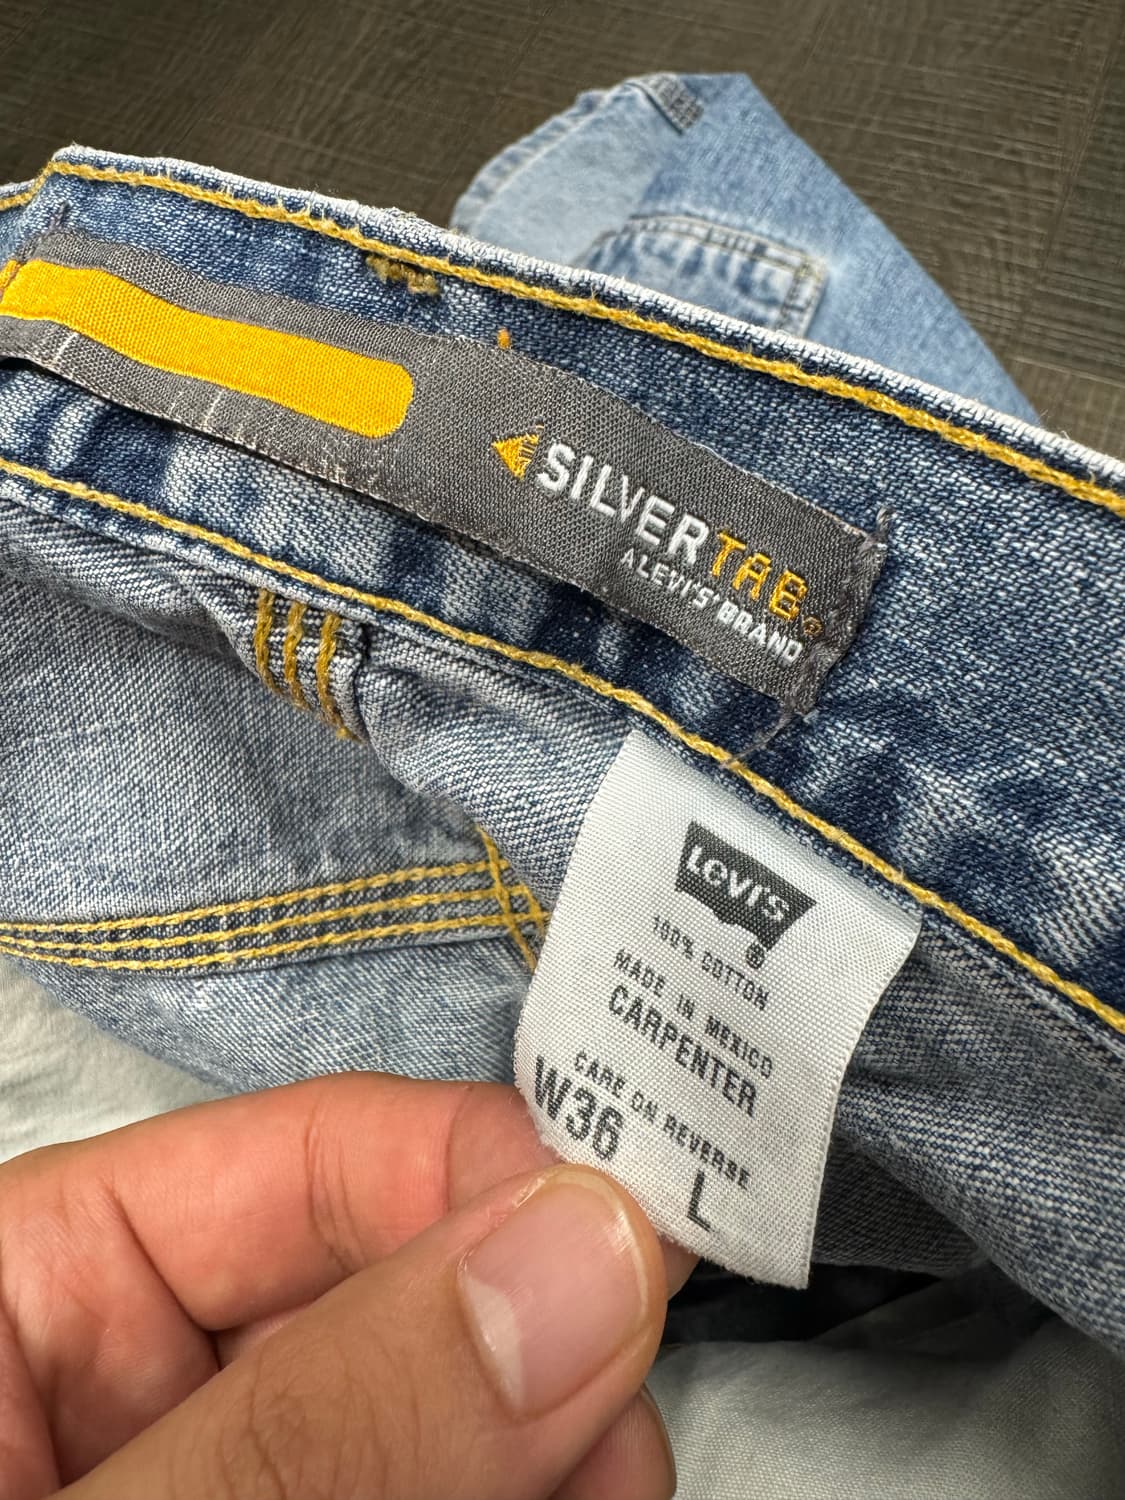 SILVERTAB®
A LEVI'S® BRAND
Levi's
®
100% COTTON
MADE IN MEXICO
CARPENTER
CARE ON REVERSE
W36 L